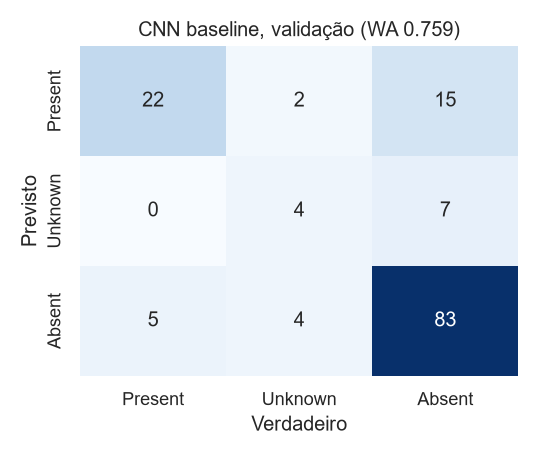 CNN baseline, validação (WA 0.759)
Previsto
Present
22 2 15
Unknown
0 4 7
Absent
5 4 83
Present Unknown Absent
Verdadeiro